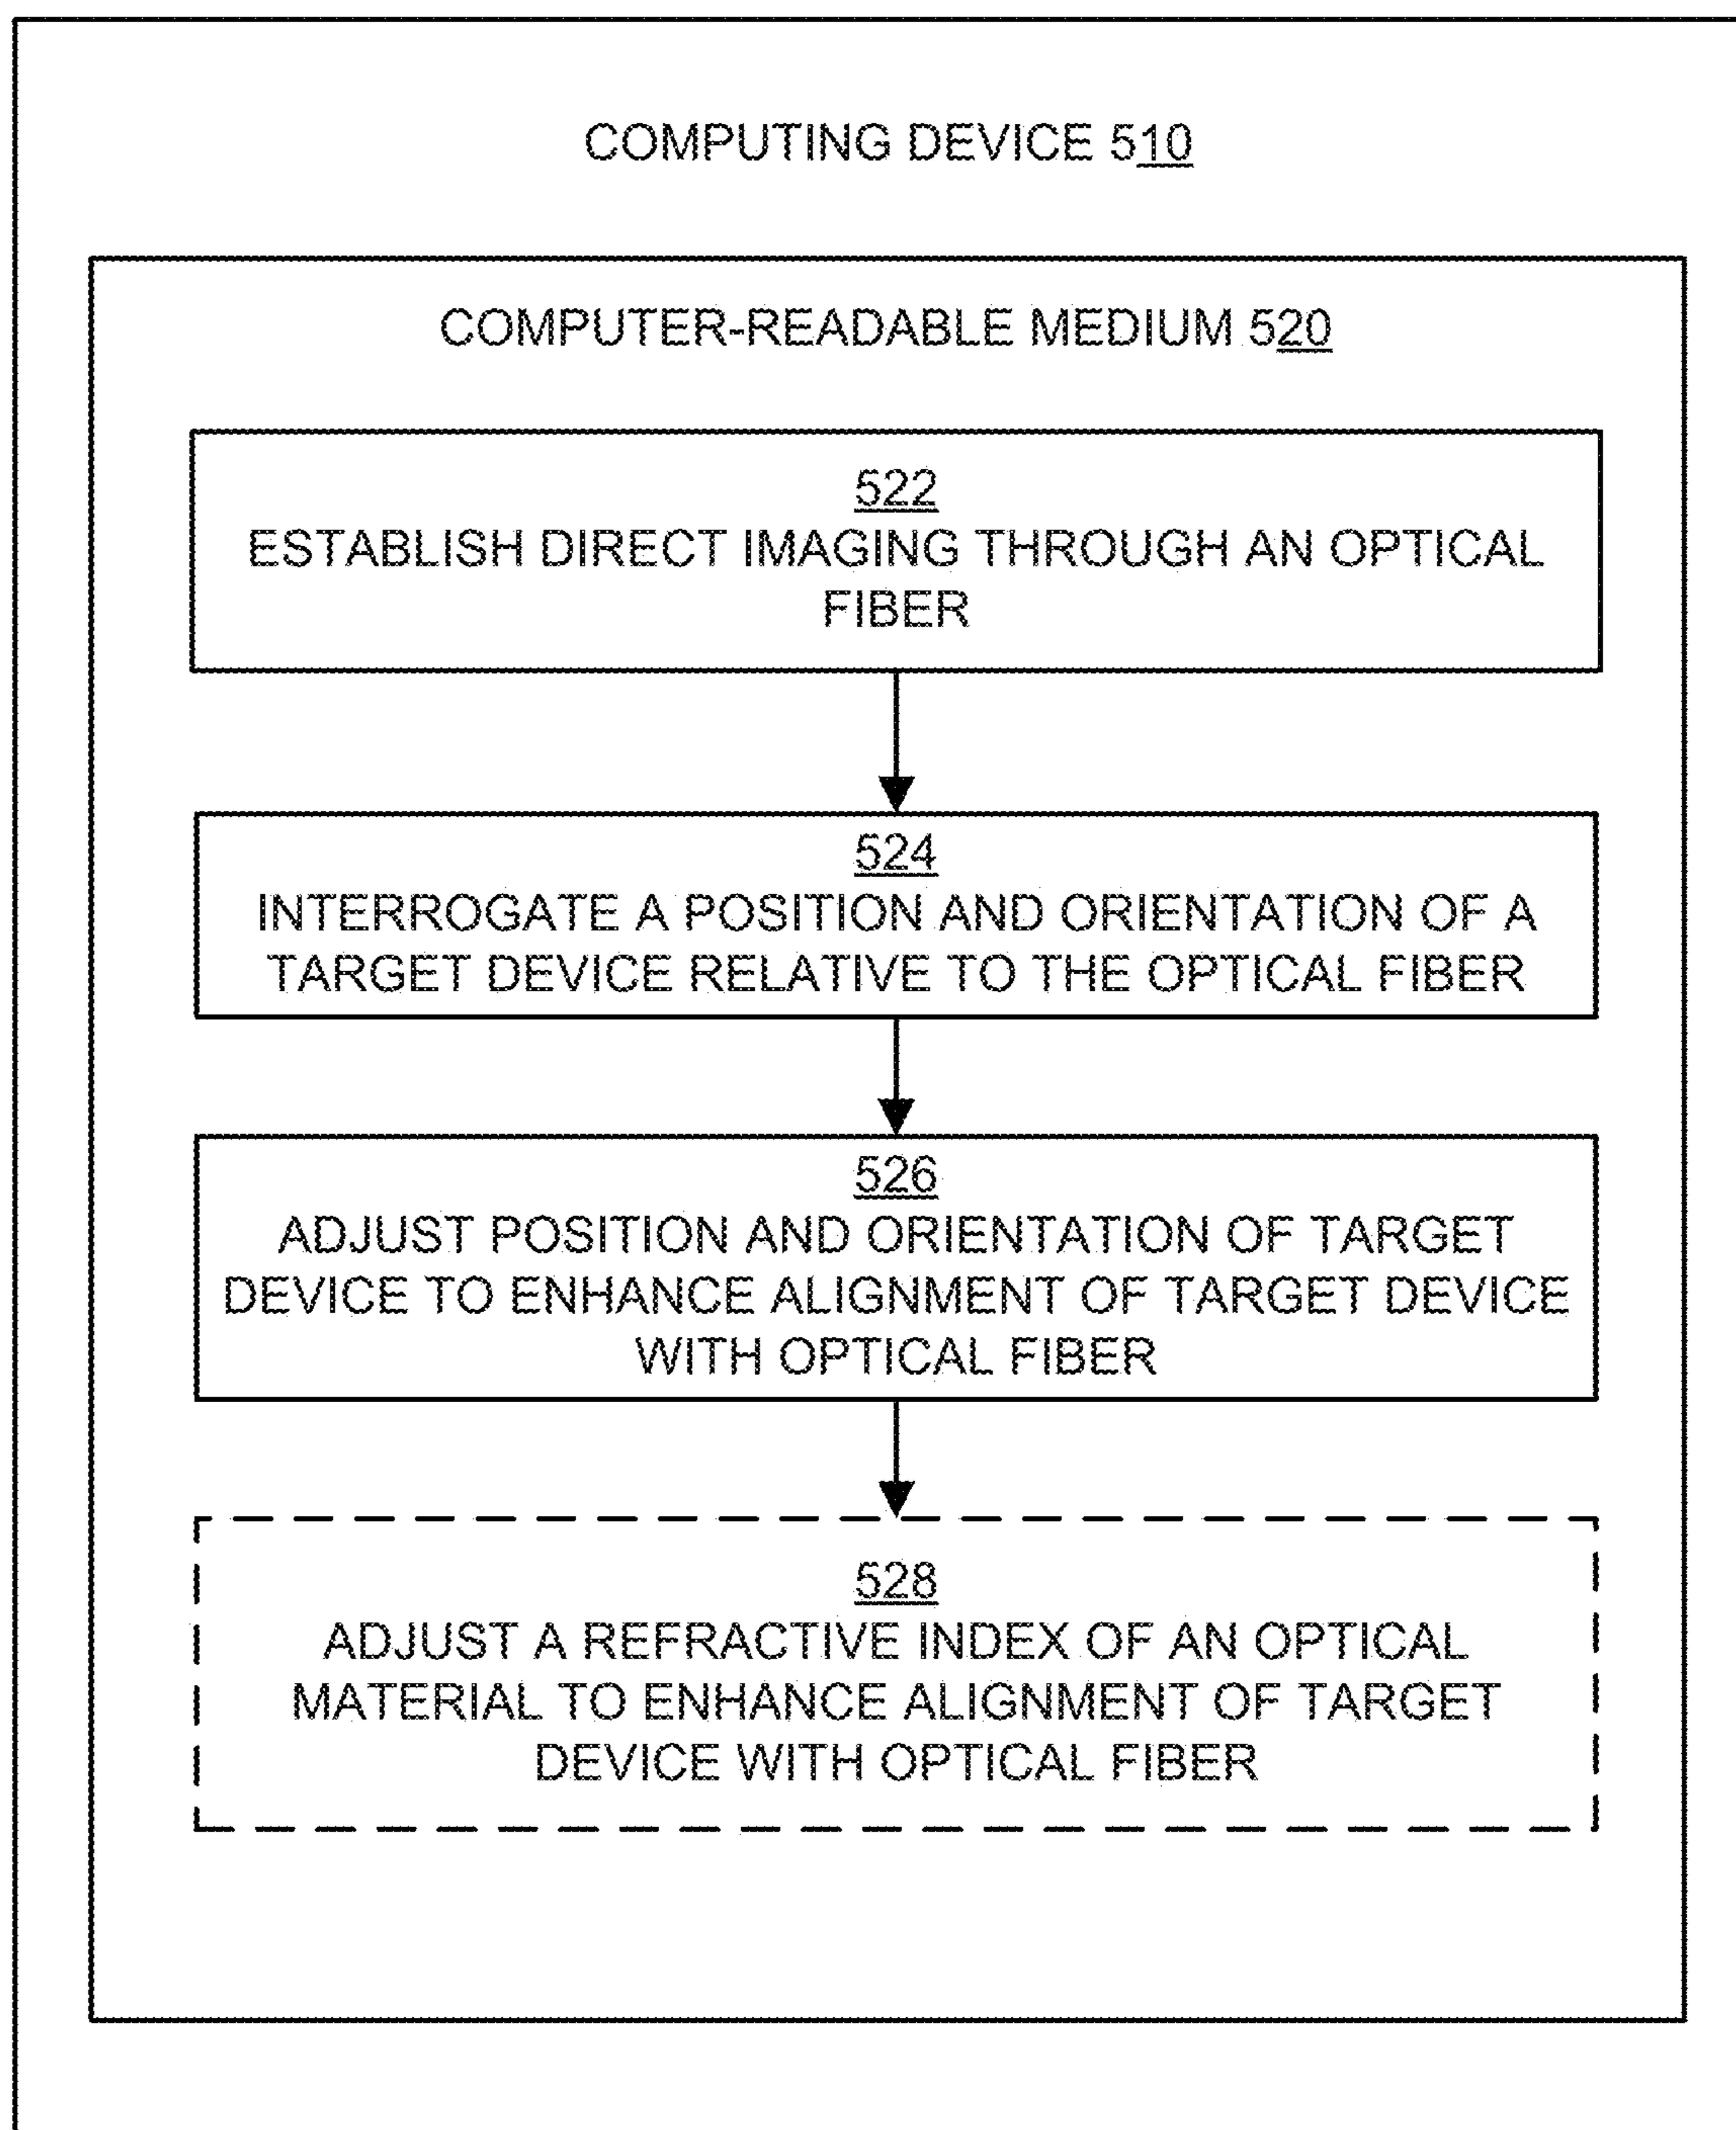 COMPUTING DEVICE 510
COMPUTER-READABLE MEDIUM 520
522
ESTABLISH DIRECT IMAGING THROUGH AN OPTICAL
FIBER
524
INTERROGATE A POSITION AND ORIENTATION OF A
TARGET DEVICE RELATIVE TO THE OPTICAL FIBER
526
ADJUST POSITION AND ORIENTATION OF TARGET
DEVICE TO ENHANCE ALIGNMENT OF TARGET DEVICE
WITH OPTICAL FIBER
528
ADJUST A REFRACTIVE INDEX OF AN OPTICAL
MATERIAL TO ENHANCE ALIGNMENT OF TARGET
DEVICE WITH OPTICAL FIBER